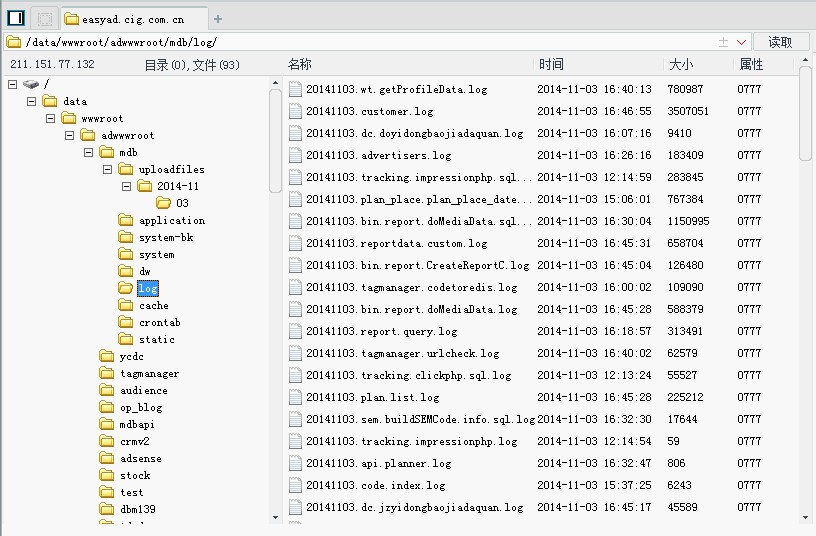 easyad.cig.com.cn
/data/wwwroot/adwwwroot/mdb/log/
读取
211.151.77.132
目录(0),文件(93)
名称 时间 大小 属性
/
data
wwwroot
adwwwroot
mdb
uploadfiles
2014-11
03
application
system-bk
system
dw
log
cache
crontab
static
ycdc
tagmanager
audience
op_blog
mdbapi
crmv2
adsense
stock
test
dbm139
20141103.wt.getProfileData.log 2014-11-03 16:40:13 780987 0777
20141103.customer.log 2014-11-03 16:46:55 3507051 0777
20141103.dc.doyidongbaojiadaquan.log 2014-11-03 16:07:16 9410 0777
20141103.advertisers.log 2014-11-03 16:26:16 183409 0777
20141103.tracking.impressionphp.sql... 2014-11-03 12:14:59 283845 0777
20141103.plan_place.plan_place_date... 2014-11-03 15:06:01 767384 0777
20141103.bin.report.doMediaData.sql... 2014-11-03 16:30:04 1150995 0777
20141103.reportdata.custom.log 2014-11-03 16:45:31 658704 0777
20141103.bin.report.CreateReportC.log 2014-11-03 16:45:04 126480 0777
20141103.tagmanager.codetoredis.log 2014-11-03 16:00:02 109090 0777
20141103.bin.report.doMediaData.log 2014-11-03 16:45:28 588379 0777
20141103.report.query.log 2014-11-03 16:18:57 313491 0777
20141103.tagmanager.urlcheck.log 2014-11-03 16:40:02 62579 0777
20141103.tracking.clickphp.sql.log 2014-11-03 12:13:24 55527 0777
20141103.plan.list.log 2014-11-03 16:45:28 225212 0777
20141103.sem.buildSEMCode.info.sql.log 2014-11-03 16:32:30 17644 0777
20141103.tracking.impressionphp.log 2014-11-03 12:14:54 59 0777
20141103.api.planner.log 2014-11-03 16:32:47 806 0777
20141103.code.index.log 2014-11-03 15:37:25 6243 0777
20141103.dc.jzyidongbaojiadaquan.log 2014-11-03 16:45:17 45589 0777